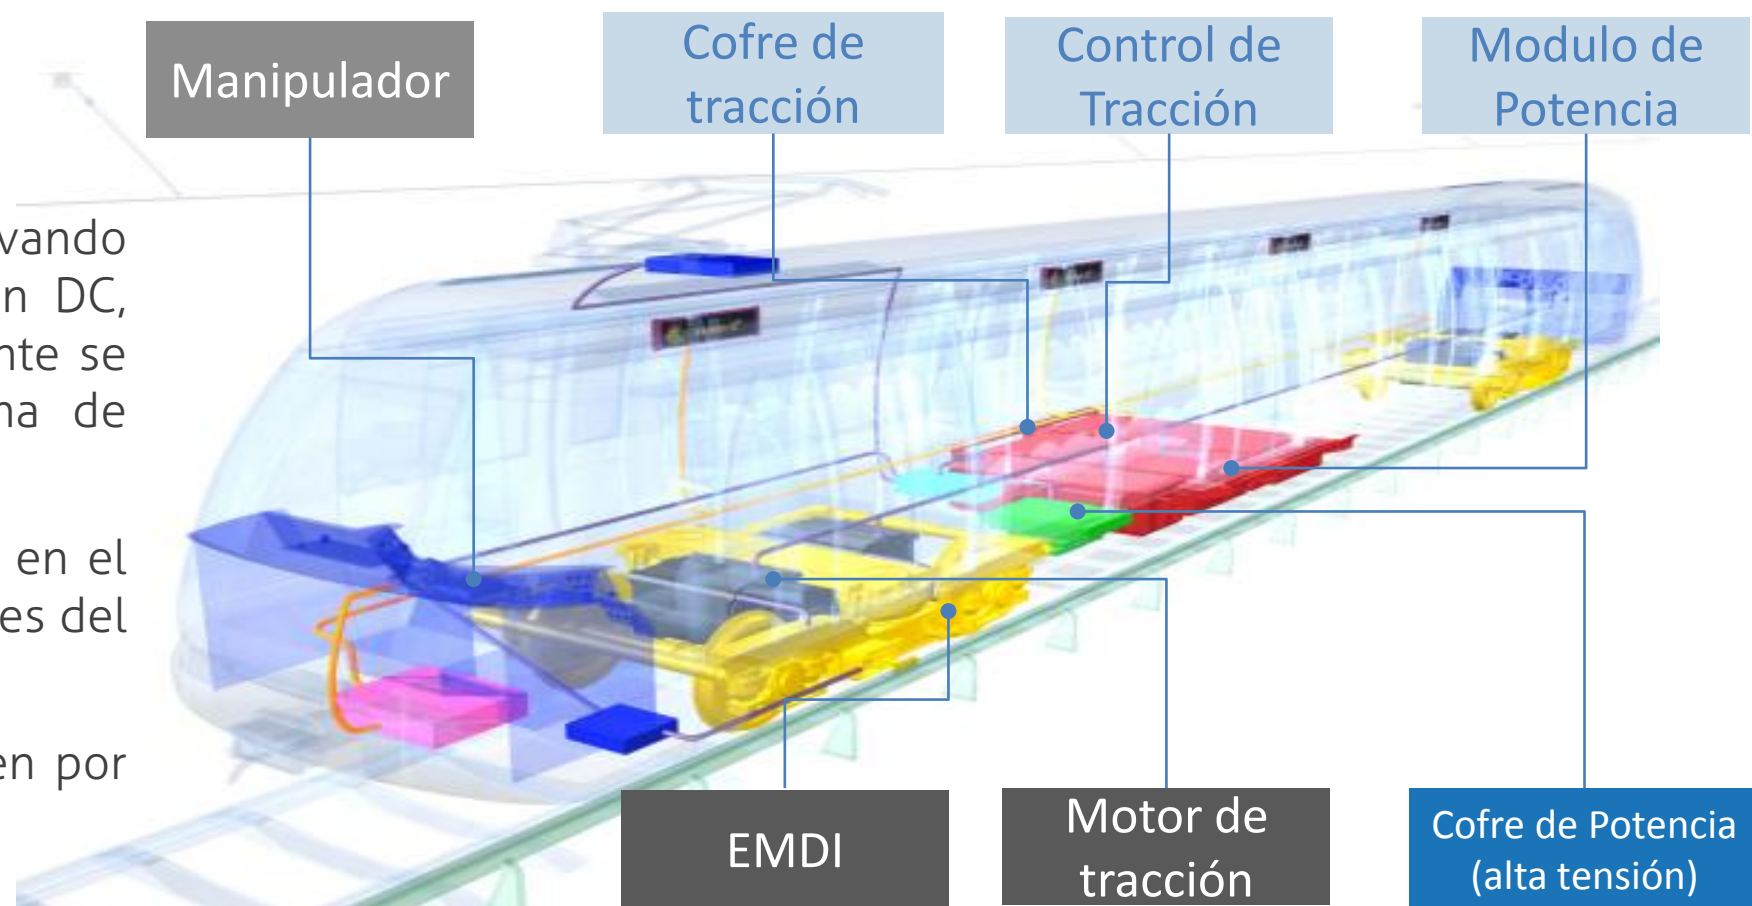 Manipulador
Cofre de
tracción
Control de
Tracción
Modulo de
Potencia
vando
n DC,
nte se
na de
en el
es del
en por
EMDI
Motor de
tracción
Cofre de Potencia
(alta tensión)